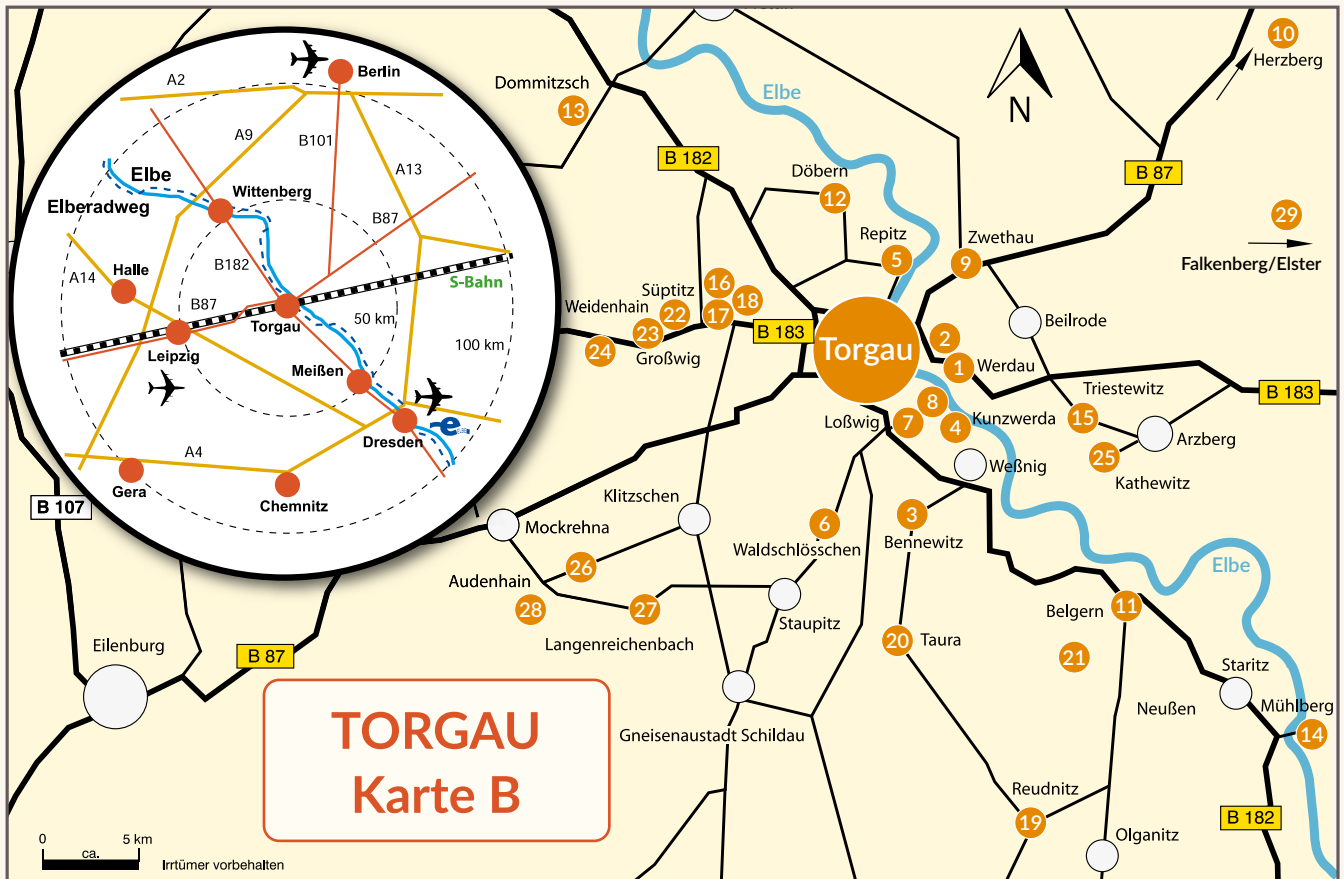 A2
Berlin
A9
B101
A13
Elbe
Elberadweg
Wittenberg
B87
A14
Halle
B182
S-Bahn
B87
Torgau
50 km
Leipzig
100 km
Meißen
Dresden
e
A4
Gera
Chemnitz
10
Herzberg
Dommitzsch
13
Elbe
N
B 182
Döbern
12
B 87
29
Falkenberg/Elster
Repitz
5
Zwethau
9
Süptitz
16
18
17
Weidenhain
22
23
24
Großwig
B 183
Torgau
Beilrode
2
1
Werdau
Triestewitz
B 183
15
Arzberg
25
Kathewitz
8
Loßwig
7
4
Kunzwerda
Weßnig
B 107
Klitzschen
Mockrehna
6
Waldschlösschen
3
Bennewitz
Elbe
Audenhain
26
28
27
Langenreichenbach
Staupitz
Belgern
11
20
Taura
21
Eilenburg
B 87
Staritz
Neußen
Mühlberg
14
Gneisenaustadt Schildau
TORGAU
Karte B
Reudnitz
19
Olganitz
B 182
0
5 km
ca.
Irrtümer vorbehalten